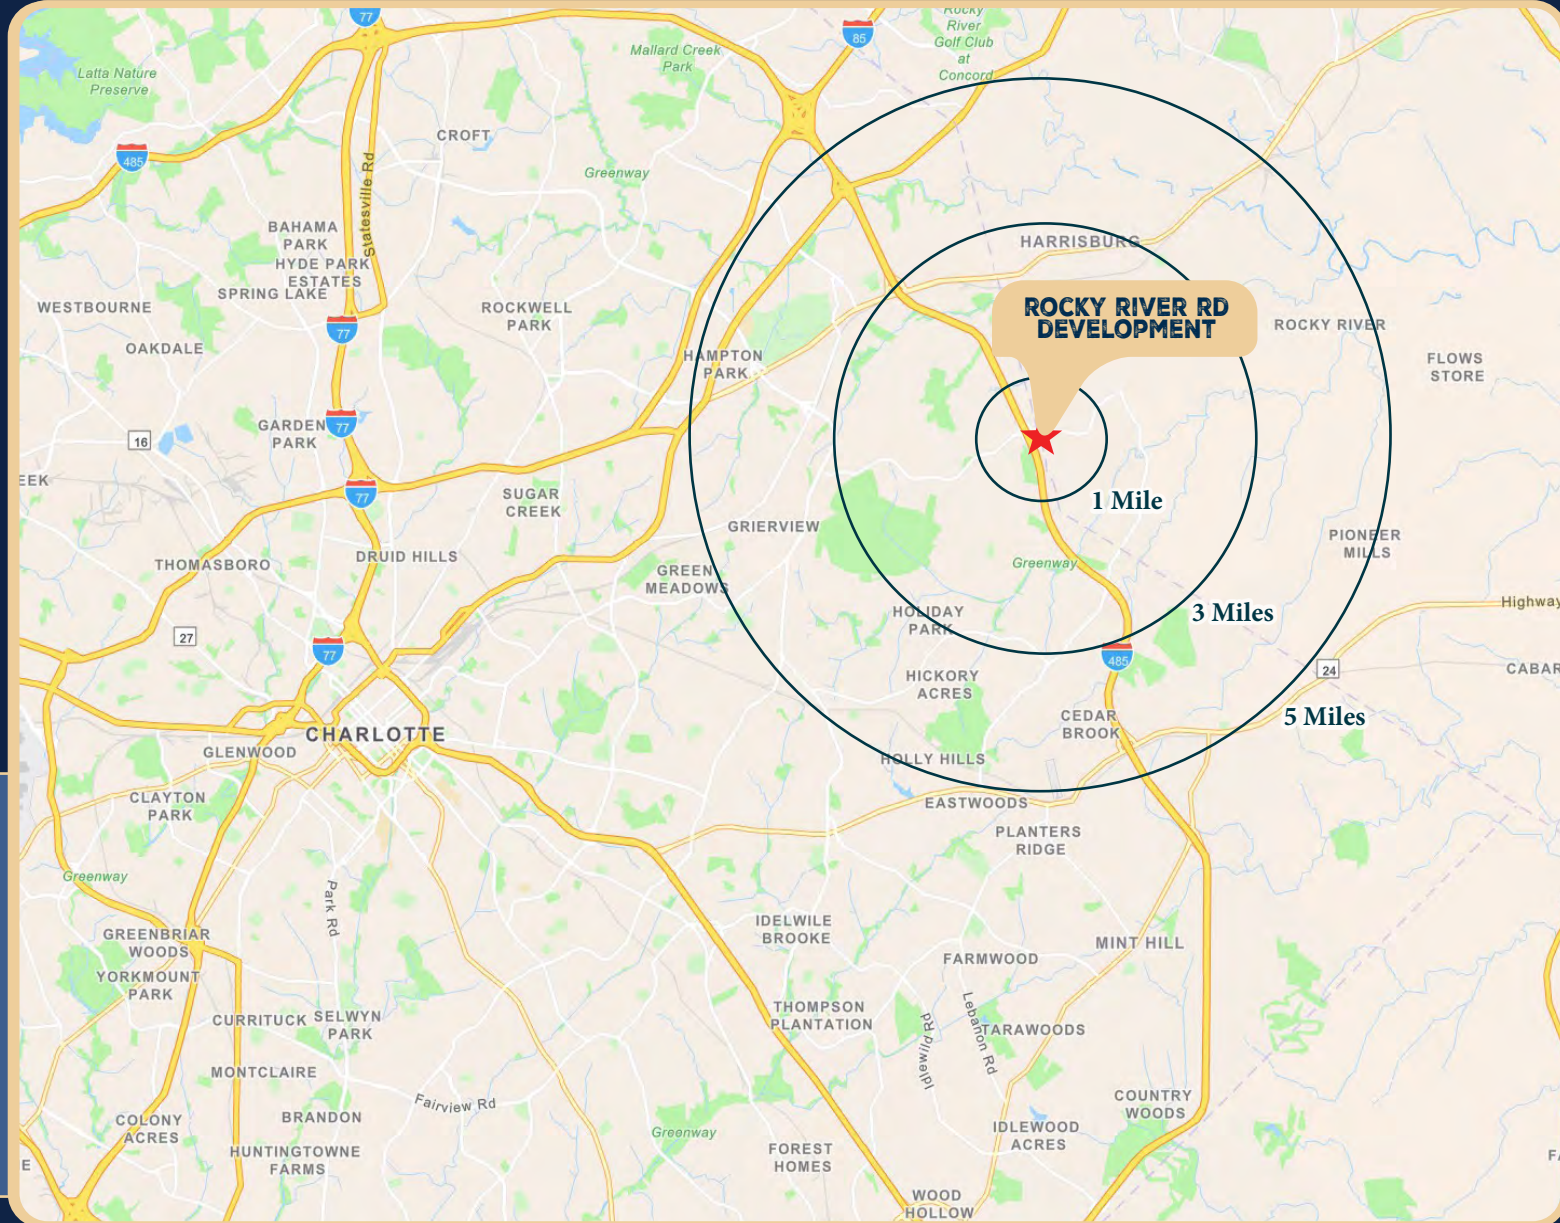 77
85
Rocky
River
Golf Club
at
Concord
Mallard Creek
Park
Latta Nature
Preserve
CROFT
485
Statesville Rd
Greenway
BAHAMA
PARK
HYDE PARK
ESTATES
SPRING LAKE
HARRISBURG
WESTBOURNE
ROCKWELL
PARK
ROCKY RIVER RD
DEVELOPMENT
ROCKY RIVER
77
OAKDALE
HAMPTON
PARK
FLOWS
STORE
GARDEN
PARK
77
16
EEK
77
SUGAR
CREEK
1 Mile
GRIERVIEW
PIONEER
MILLS
THOMASBORO
DRUID HILLS
GREEN
MEADOWS
Greenway
HOLIDAY
PARK
3 Miles
Highway
27
77
485
24
CABAR
HICKORY
ACRES
CEDAR
BROOK
5 Miles
CHARLOTTE
GLENWOOD
HOLLY HILLS
CLAYTON
PARK
EASTWOODS
PLANTERS
RIDGE
Greenway
Park Rd
GREENBRIAR
WOODS
IDELWILE
BROOKE
MINT HILL
FARMWOOD
YORKMOUNT
PARK
CURRITUCK
SELWYN
PARK
THOMPSON
PLANTATION
Idlewild Rd
Lebanon Rd
TARAWOODS
MONTCLAIRE
Fairview Rd
COUNTRY
WOODS
COLONY
ACRES
BRANDON
Greenway
IDLEWOOD
ACRES
HUNTINGTOWNE
FARMS
FOREST
HOMES
E
FA
WOOD
HOLLOW